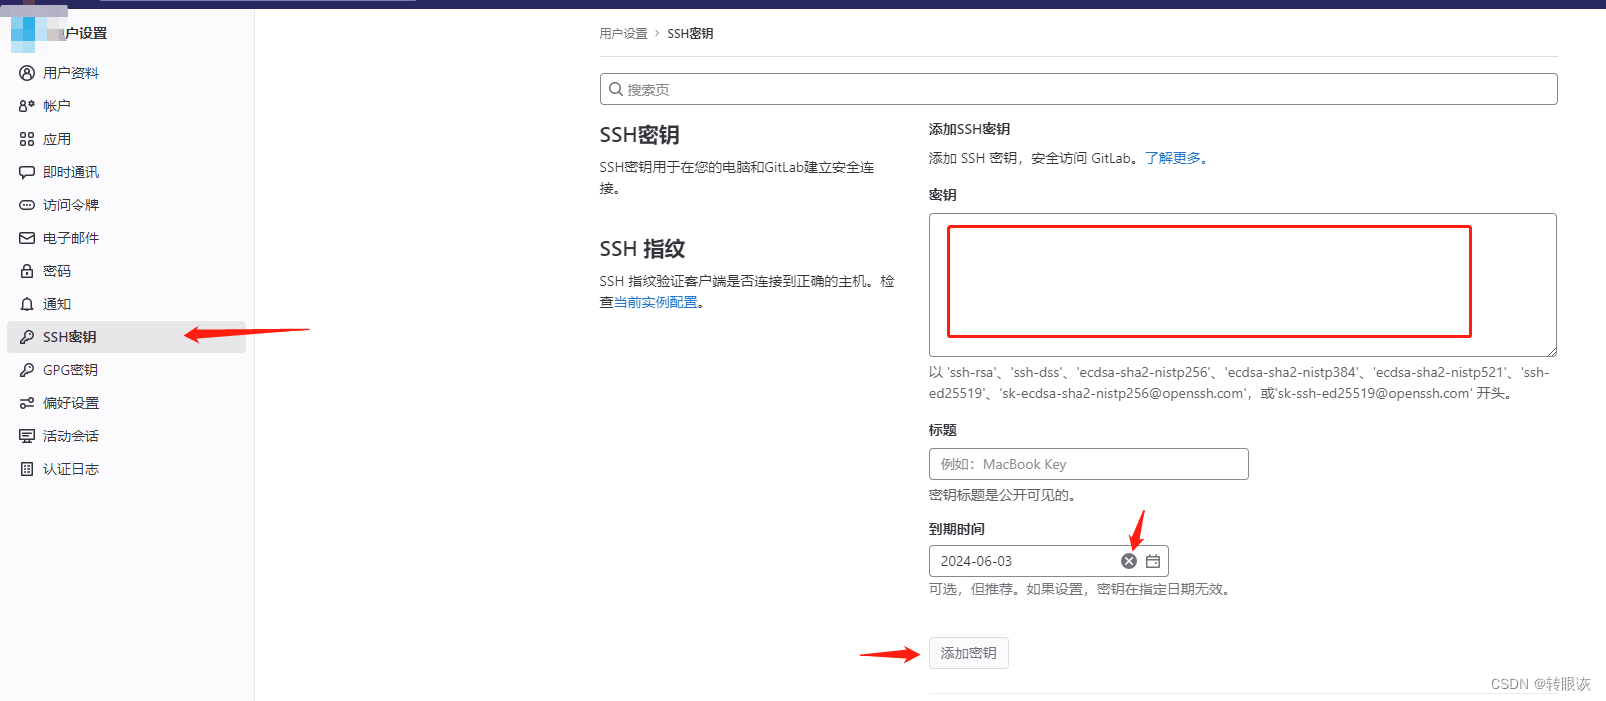 户设置
用户资料
帐户
应用
即时通讯
访问令牌
电子邮件
密码
通知
SSH密钥
GPG密钥
偏好设置
活动会话
认证日志
用户设置 › SSH密钥
搜索页
SSH密钥
SSH密钥用于在您的电脑和GitLab建立安全连
接。
SSH 指纹
SSH 指纹验证客户端是否连接到正确的主机。检
查当前实例配置。
添加SSH密钥
添加 SSH 密钥，安全访问 GitLab。了解更多。
密钥
以 'ssh-rsa'、'ssh-dss'、'ecdsa-sha2-nistp256'、'ecdsa-sha2-nistp384'、'ecdsa-sha2-nistp521'、'ssh-
ed25519'、'sk-ecdsa-sha2-nistp256@openssh.com'，或'sk-ssh-ed25519@openssh.com' 开头。
标题
例如：MacBook Key
密钥标题是公开可见的。
到期时间
2024-06-03
可选，但推荐。如果设置，密钥在指定日期无效。
添加密钥
CSDN @转眼诙